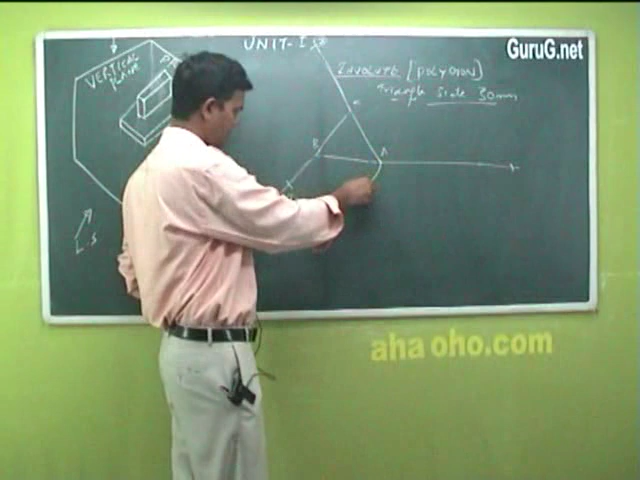 GuruG.net
UNIT-I
INVOLUTE (POLYGON)
Triangle Side 30mm
VERTICAL
PLANE
C
B
A
L.S
aha oho.com